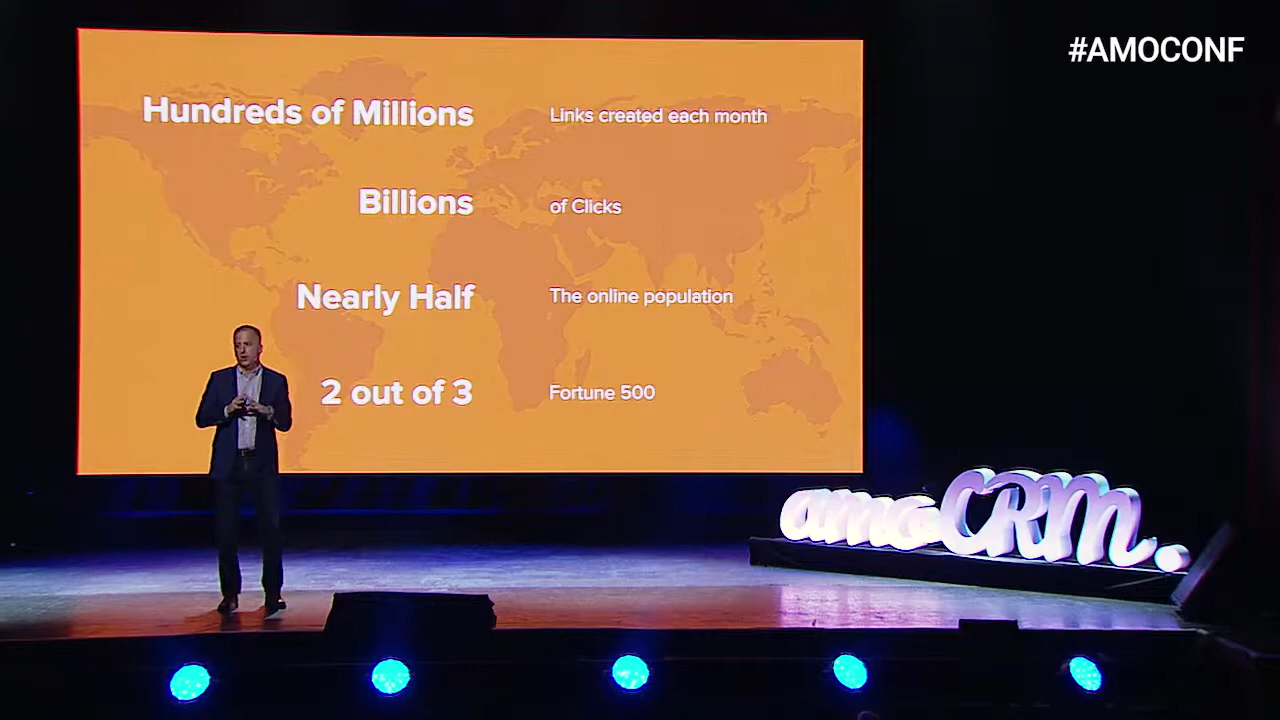 #AMOCONF
Hundreds of Millions Links created each month
Billions of Clicks
Nearly Half The online population
2 out of 3 Fortune 500
amoCRM.